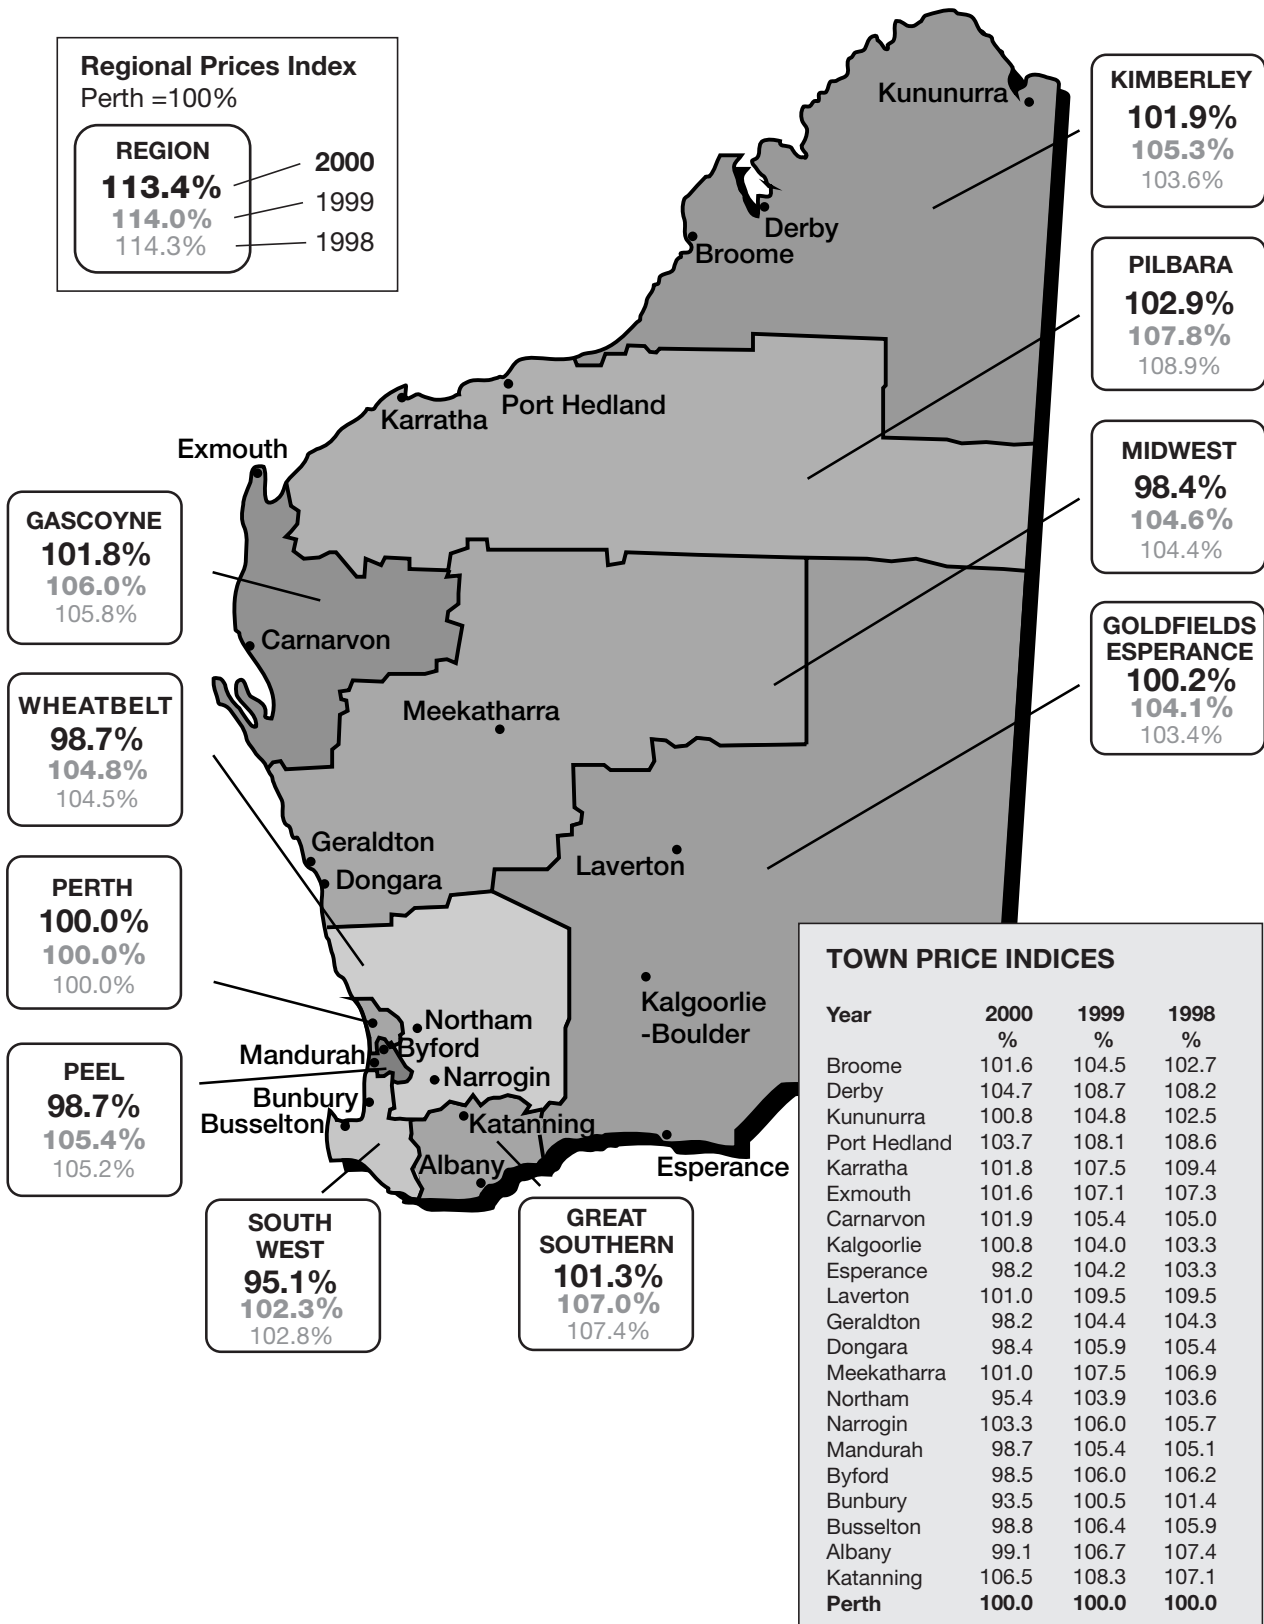 Regional Prices Index
Perth =100%
REGION
113.4%
114.0%
114.3%
2000
1999
1998
Kununurra
Derby
Broome
Port Hedland
Karratha
Exmouth
Carnarvon
Meekatharra
Geraldton
Dongara
Laverton
Kalgoorlie
-Boulder
Northam
Byford
Mandurah
Narrogin
Bunbury
Busselton
Katanning
Albany
Esperance
KIMBERLEY
101.9%
105.3%
103.6%
PILBARA
102.9%
107.8%
108.9%
MIDWEST
98.4%
104.6%
104.4%
GOLDFIELDS
ESPERANCE
100.2%
104.1%
103.4%
GASCOYNE
101.8%
106.0%
105.8%
WHEATBELT
98.7%
104.8%
104.5%
PERTH
100.0%
100.0%
100.0%
PEEL
98.7%
105.4%
105.2%
SOUTH
WEST
95.1%
102.3%
102.8%
GREAT
SOUTHERN
101.3%
107.0%
107.4%
TOWN PRICE INDICES
Year 2000 1999 1998
% % %
Broome 101.6 104.5 102.7
Derby 104.7 108.7 108.2
Kununurra 100.8 104.8 102.5
Port Hedland 103.7 108.1 108.6
Karratha 101.8 107.5 109.4
Exmouth 101.6 107.1 107.3
Carnarvon 101.9 105.4 105.0
Kalgoorlie 100.8 104.0 103.3
Esperance 98.2 104.2 103.3
Laverton 101.0 109.5 109.5
Geraldton 98.2 104.4 104.3
Dongara 98.4 105.9 105.4
Meekatharra 101.0 107.5 106.9
Northam 95.4 103.9 103.6
Narrogin 103.3 106.0 105.7
Mandurah 98.7 105.4 105.1
Byford 98.5 106.0 106.2
Bunbury 93.5 100.5 101.4
Busselton 98.8 106.4 105.9
Albany 99.1 106.7 107.4
Katanning 106.5 108.3 107.1
Perth 100.0 100.0 100.0